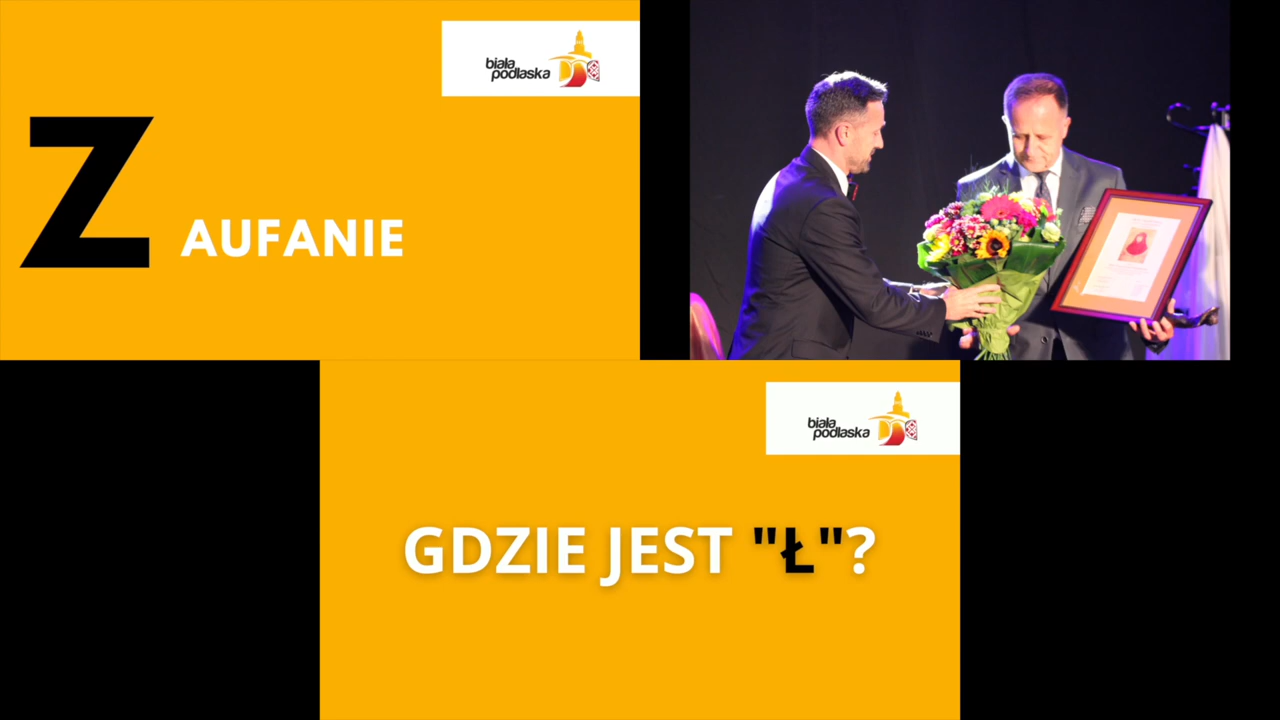 biała
podlaska
Z AUFANIE
biała
podlaska
GDZIE JEST "Ł"?